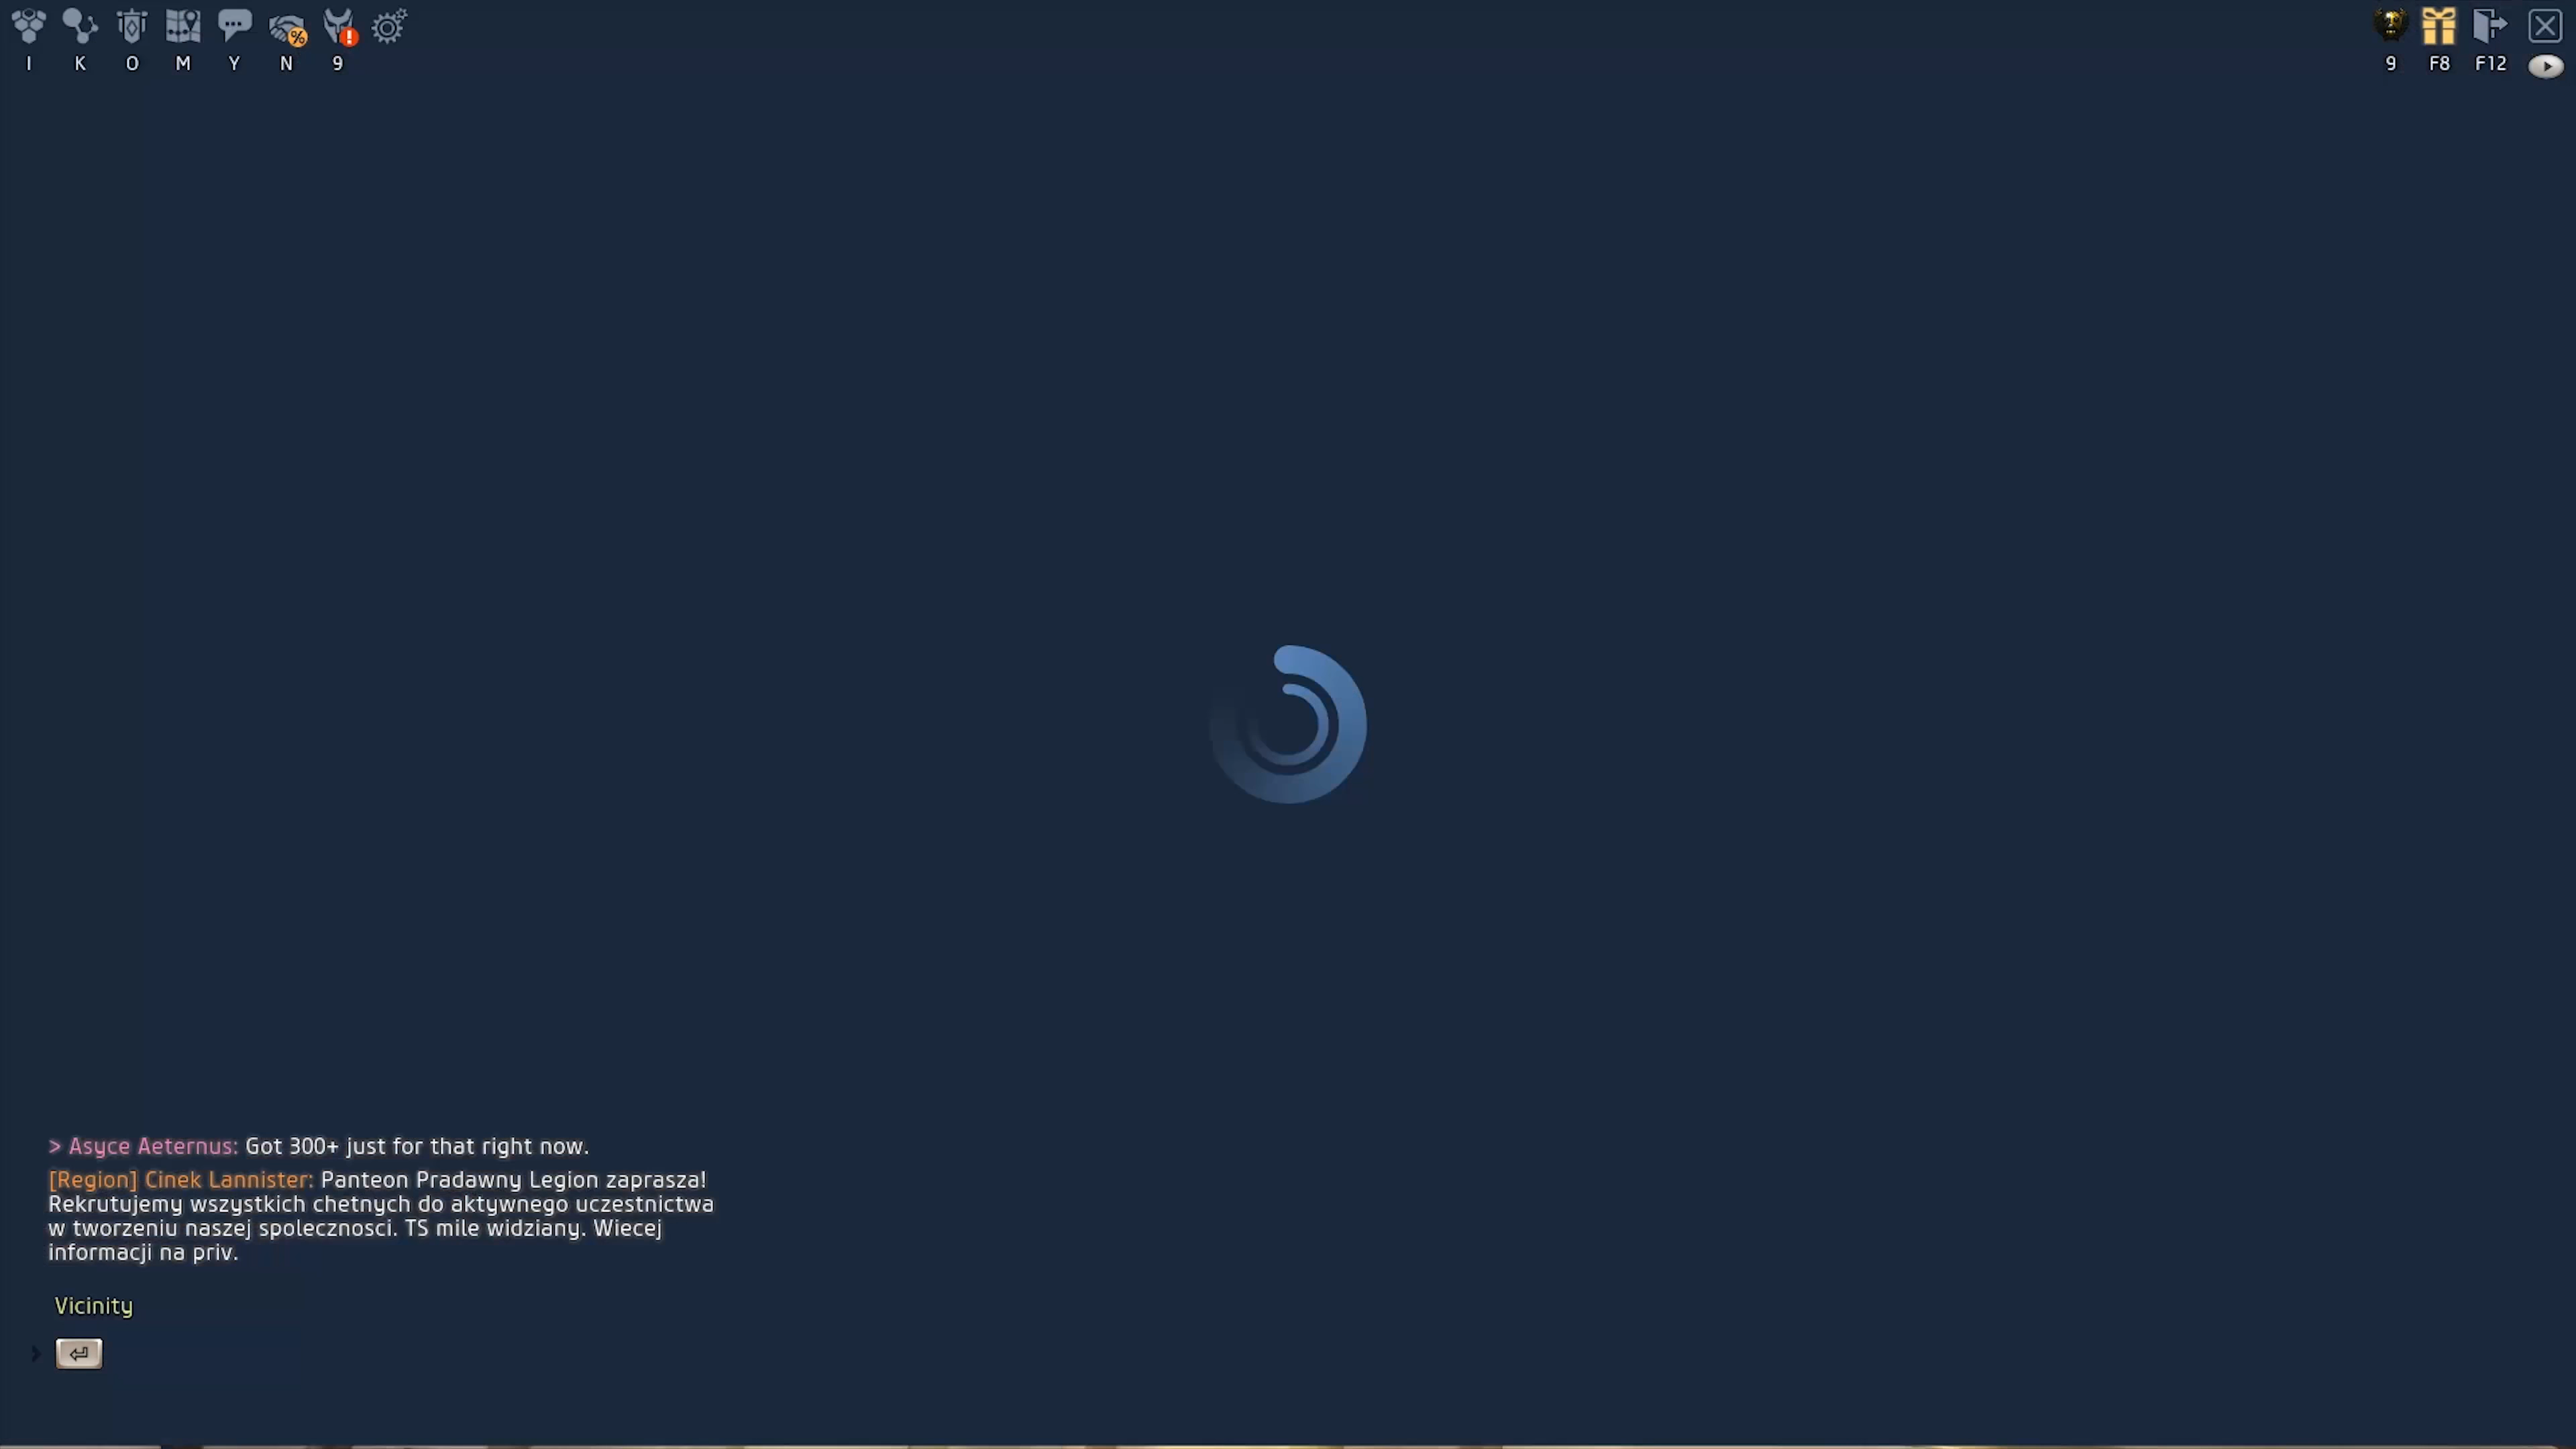 I K O M Y N 9
9 F8 F12
> Asyce Aeternus: Got 300+ just for that right now.
[Region] Cinek Lannister: Panteon Pradawny Legion zaprasza!
Rekrutujemy wszystkich chetnych do aktywnego uczestnictwa
w tworzeniu naszej spolecznosci. TS mile widziany. Wiecej
informacji na priv.
Vicinity